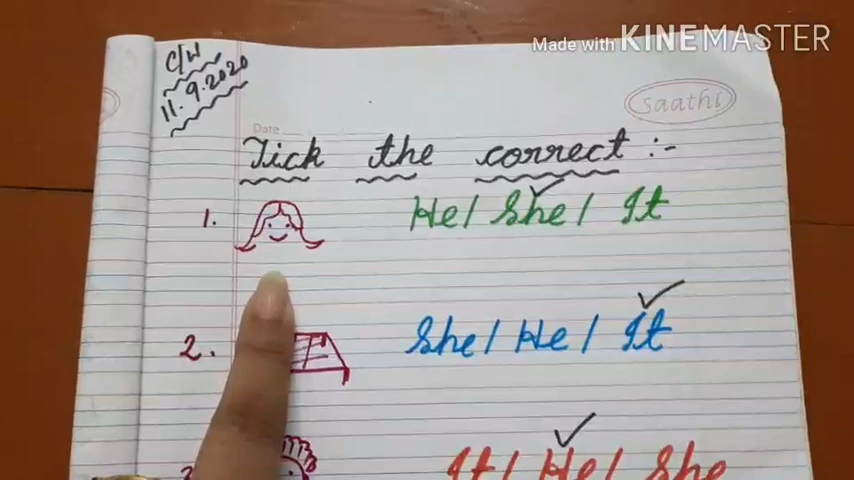 Made with KINEMASTER
C/W
11.9.2020
saathi
Date
Tick the correct :-
1. He/ She/ It
2. She/ He/ It
3. It/ He/ She